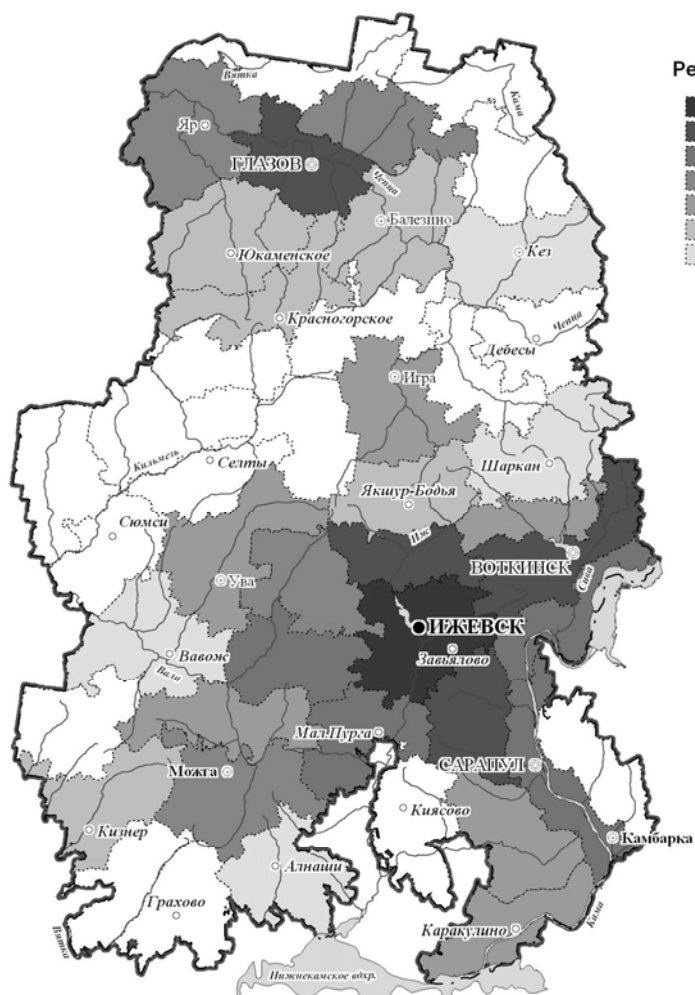 Вятка
Кама
Ре
Яр
ГЛАЗОВ
Чепца
Балезино
Юкаменское
Кез
Красногорское
Чепца
Дебесы
Игра
Кильмезь
Селты
Шаркан
Якшур-Бодья
Сюмси
Иж
ВОТКИНСК
Ува
Сива
ИЖЕВСК
Завьялово
Вавож
Вала
Мал.Пурга
САРАПУЛ
Можга
Киясово
Кизнер
Камбарка
Алнаши
Грахово
Кама
Каракулино
Вятка
Нижнекамское вдхр.